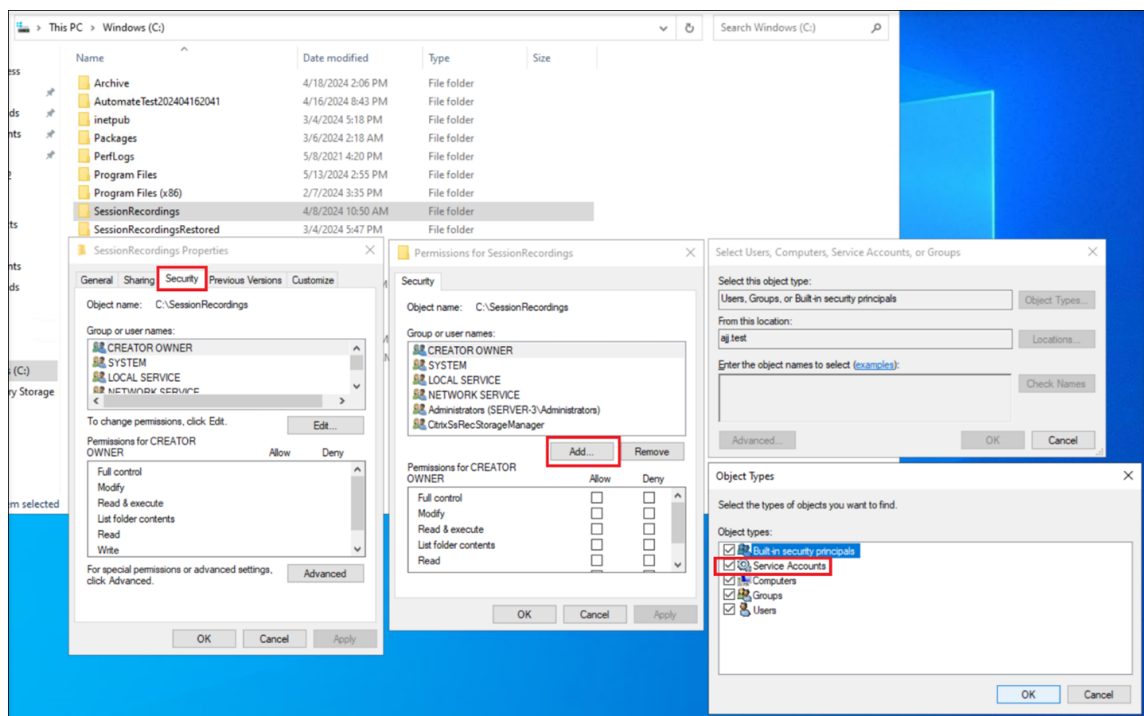 This PC > Windows (C:)
Search Windows (C:)
Name Date modified Type Size
ess
ds
nts
ts
nts
ds
(C:)
ry Storage
m selected
Archive 4/18/2024 2:06 PM File folder
AutomateTest202404162041 4/16/2024 8:43 PM File folder
inetpub 3/4/2024 5:18 PM File folder
Packages 3/6/2024 2:18 AM File folder
PerfLogs 5/8/2021 4:20 PM File folder
Program Files 5/13/2024 2:55 PM File folder
Program Files (x86) 2/7/2024 3:35 PM File folder
SessionRecordings 4/8/2024 10:50 AM File folder
SessionRecordingsRestored 3/4/2024 5:47 PM File folder
SessionRecordings Properties
General Sharing Security Previous Versions Customize
Object name: C:\SessionRecordings
Group or user names:
CREATOR OWNER
SYSTEM
LOCAL SERVICE
NETWORK SERVICE
To change permissions, click Edit.
Edit...
Permissions for CREATOR
OWNER Allow Deny
Full control
Modify
Read & execute
List folder contents
Read
Write
For special permissions or advanced settings,
click Advanced.
Advanced
OK Cancel Apply
Permissions for SessionRecordings
Security
Object name: C:\SessionRecordings
Group or user names:
CREATOR OWNER
SYSTEM
LOCAL SERVICE
NETWORK SERVICE
Administrators (SERVER-3\Administrators)
CitrixSsRecStorageManager
Add... Remove
Permissions for CREATOR
OWNER Allow Deny
Full control
Modify
Read & execute
List folder contents
Read
OK Cancel Apply
Select Users, Computers, Service Accounts, or Groups
Select this object type:
Users, Groups, or Built-in security principals
Object Types...
From this location:
ajj.test
Locations...
Enter the object names to select (examples):
Check Names
Advanced...
OK Cancel
Object Types
Select the types of objects you want to find.
Object types:
Built-in security principals
Service Accounts
Computers
Groups
Users
OK Cancel